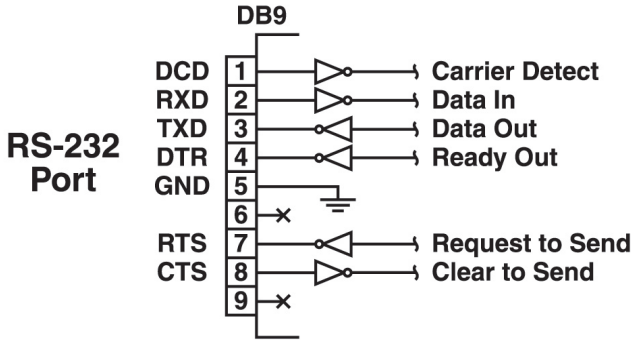 DB9
DCD 1 Carrier Detect
RXD 2 Data In
TXD 3 Data Out
RS-232
Port
DTR 4 Ready Out
GND 5
6
RTS 7 Request to Send
CTS 8 Clear to Send
9